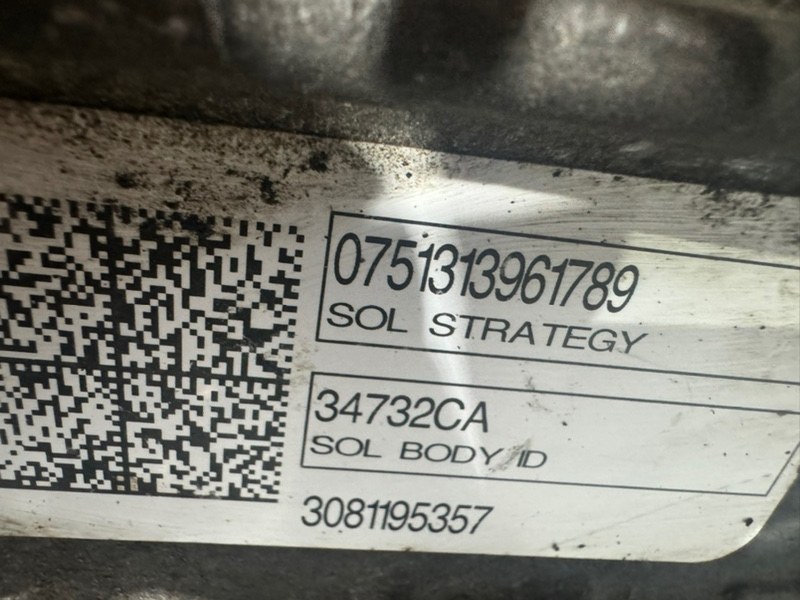 0751313961789
SOL STRATEGY
34732CA
SOL BODY ID
3081195357